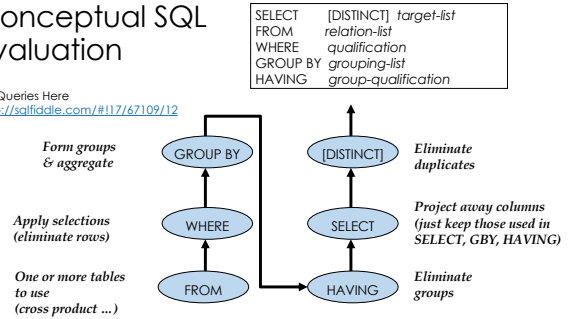 onceptual SQL
valuation
SELECT [DISTINCT] target-list
FROM relation-list
WHERE qualification
GROUP BY grouping-list
HAVING group-qualification
Queries Here
://sqlfiddle.com/#!17/67109/12
Form groups
& aggregate
GROUP BY
[DISTINCT]
Eliminate
duplicates
Apply selections
(eliminate rows)
WHERE
SELECT
Project away columns
(just keep those used in
SELECT, GBY, HAVING)
One or more tables
to use
(cross product ...)
FROM
HAVING
Eliminate
groups